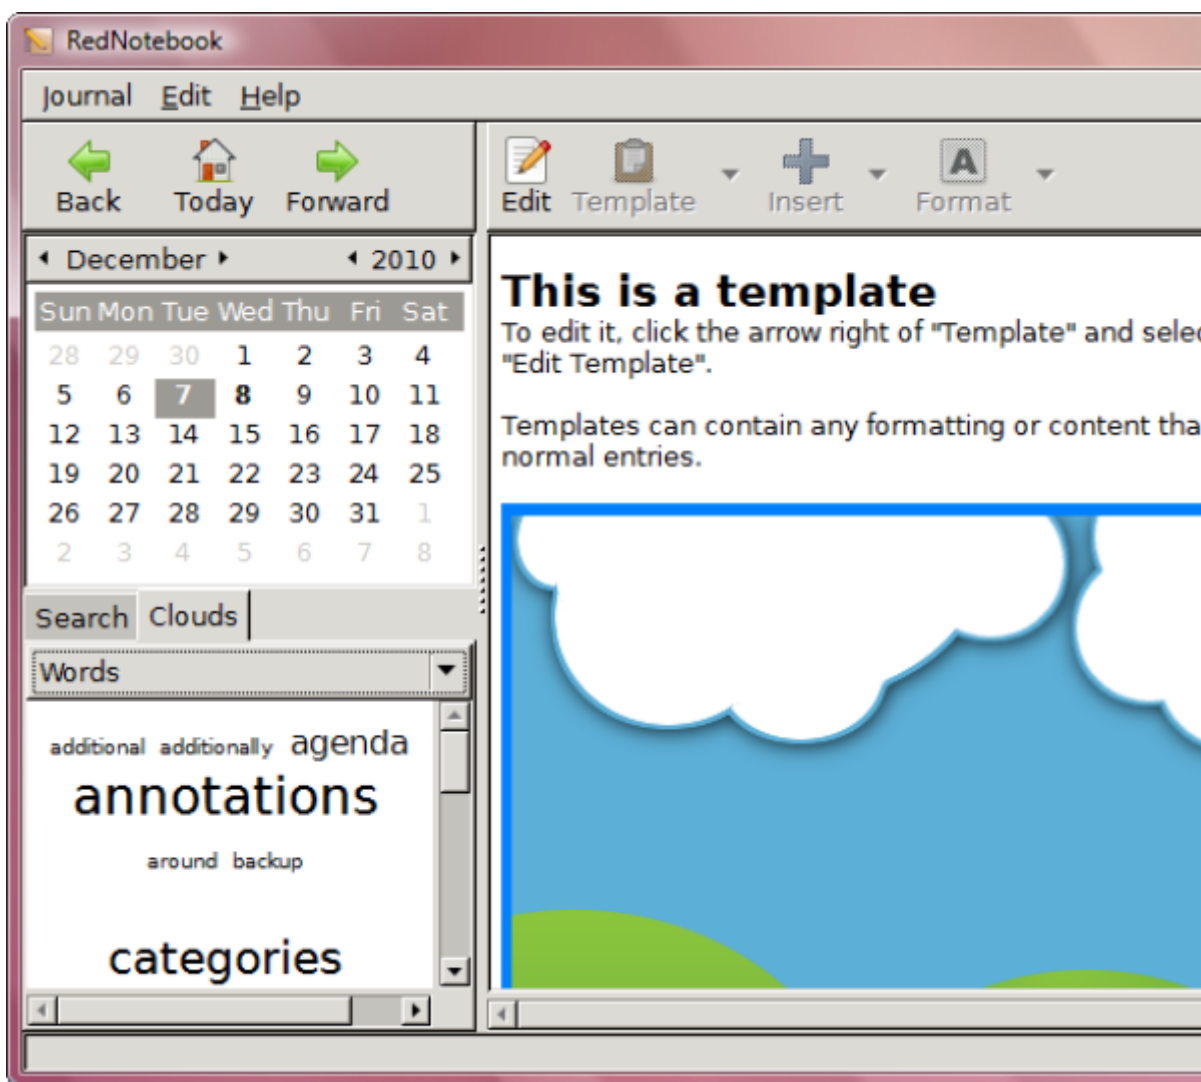 RedNotebook
Journal Edit Help
Back Today Forward
Edit Template Insert Format
December 2010
Sun Mon Tue Wed Thu Fri Sat
28 29 30 1 2 3 4
5 6 7 8 9 10 11
12 13 14 15 16 17 18
19 20 21 22 23 24 25
26 27 28 29 30 31 1
2 3 4 5 6 7 8
Search Clouds
Words
additional additionally agenda
annotations
around backup
categories
This is a template
To edit it, click the arrow right of "Template" and selec
"Edit Template".
Templates can contain any formatting or content tha
normal entries.